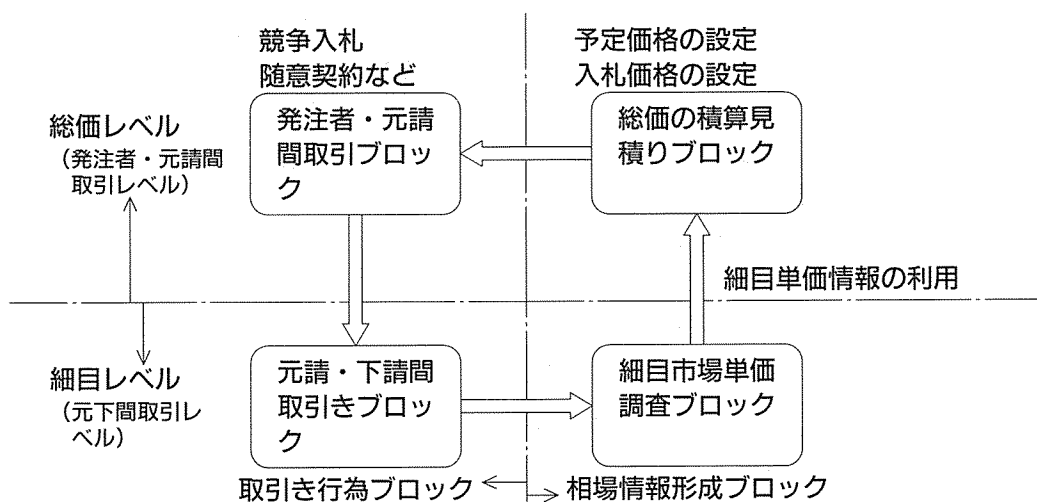 競争入札
随意契約など
予定価格の設定
入札価格の設定
総価レベル
（発注者・元請間
取引レベル）
発注者・元請
間取引ブロッ
ク
総価の積算見
積りブロック
細目単価情報の利用
細目レベル
（元下間取引レ
ベル）
元請・下請間
取引きブロッ
ク
細目市場単価
調査ブロック
取引き行為ブロック
相場情報形成ブロック